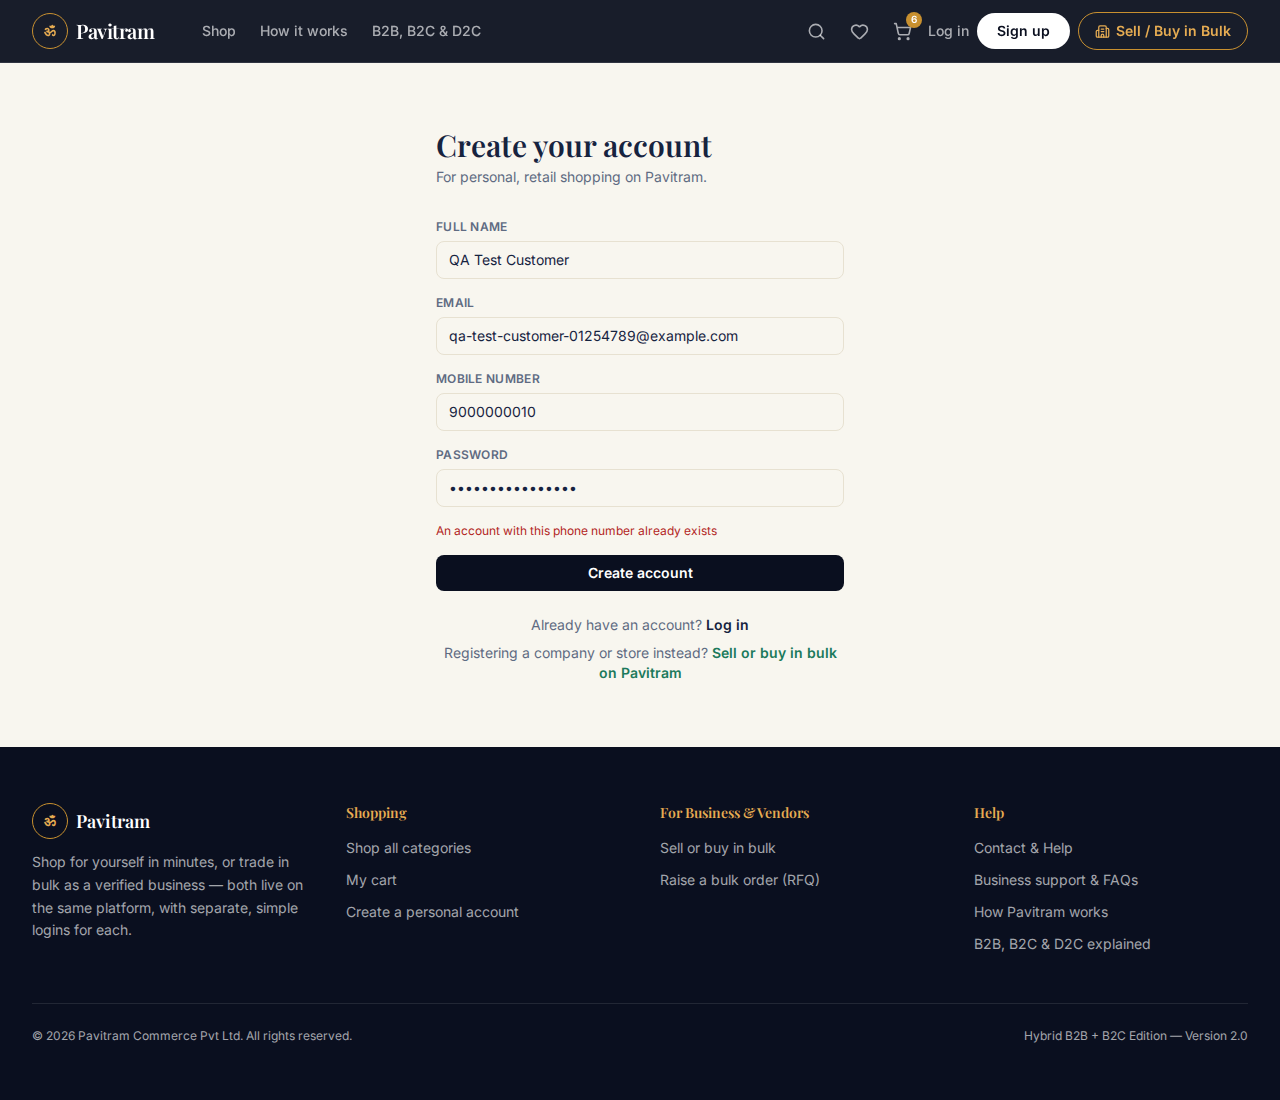 ॐ Pavitram Shop How it works B2B, B2C & D2C 6 Log in Sign up Sell / Buy in Bulk
Create your account
For personal, retail shopping on Pavitram.
FULL NAME
QA Test Customer
EMAIL
qa-test-customer-01254789@example.com
MOBILE NUMBER
9000000010
PASSWORD
••••••••••••••••
An account with this phone number already exists
Create account
Already have an account? Log in
Registering a company or store instead? Sell or buy in bulk
on Pavitram
ॐ Pavitram
Shop for yourself in minutes, or trade in
bulk as a verified business — both live on
the same platform, with separate, simple
logins for each.
Shopping
Shop all categories
My cart
Create a personal account
For Business & Vendors
Sell or buy in bulk
Raise a bulk order (RFQ)
Help
Contact & Help
Business support & FAQs
How Pavitram works
B2B, B2C & D2C explained
© 2026 Pavitram Commerce Pvt Ltd. All rights reserved.
Hybrid B2B + B2C Edition — Version 2.0